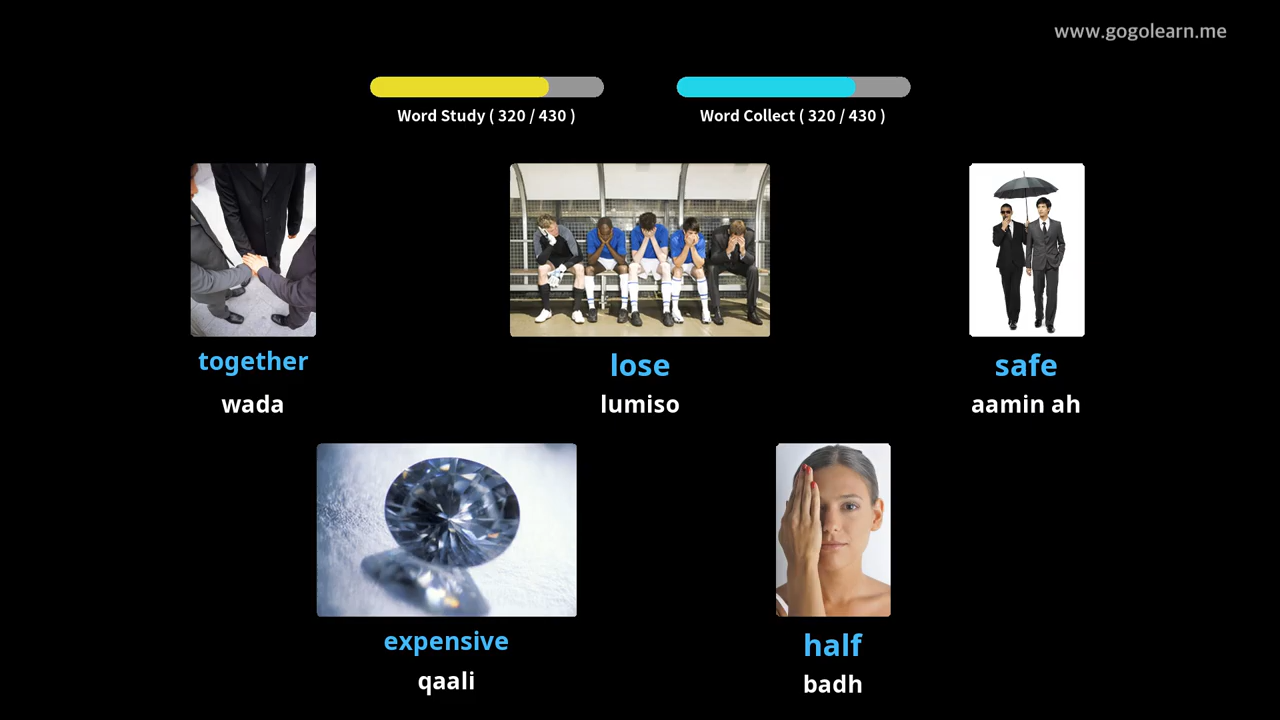 www.gogolearn.me
Word Study ( 320 / 430 )
Word Collect ( 320 / 430 )
together
wada
lose
lumiso
safe
aamin ah
expensive
qaali
half
badh